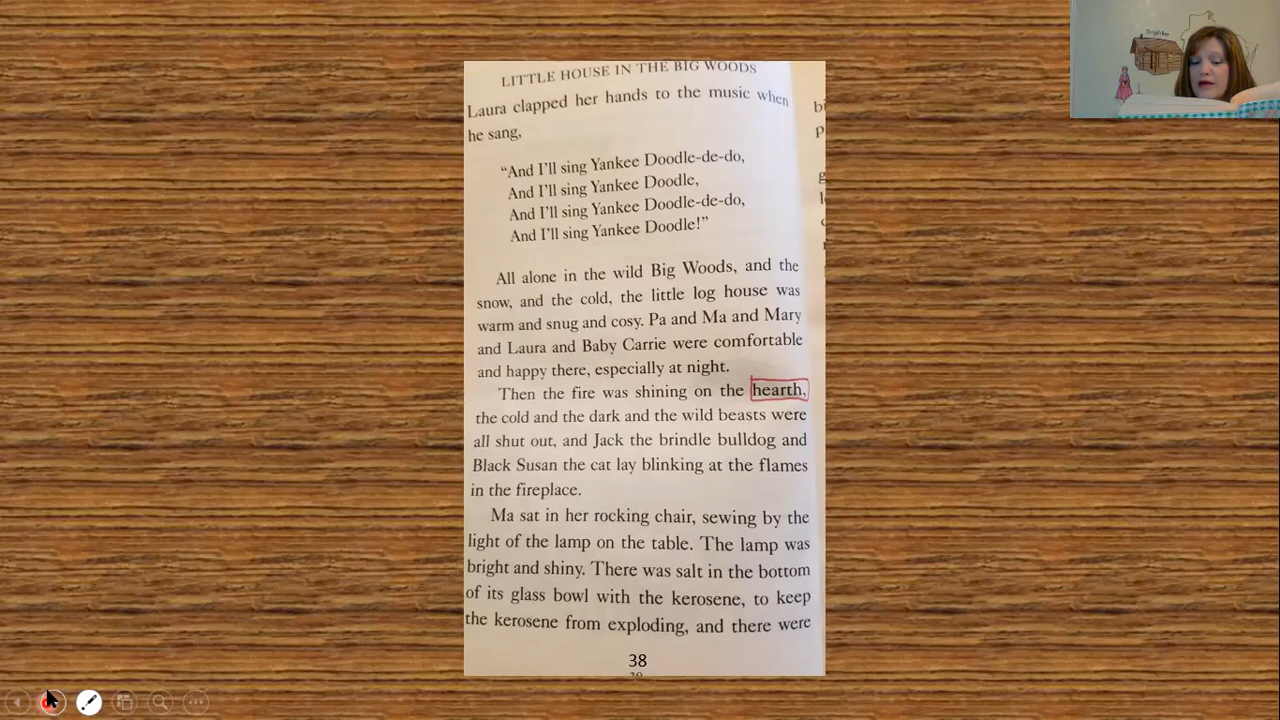 LITTLE HOUSE IN THE BIG WOODS
Laura clapped her hands to the music when
he sang,
“And I’ll sing Yankee Doodle-de-do,
And I’ll sing Yankee Doodle,
And I’ll sing Yankee Doodle-de-do,
And I’ll sing Yankee Doodle!”
All alone in the wild Big Woods, and the
snow, and the cold, the little log house was
warm and snug and cosy. Pa and Ma and Mary
and Laura and Baby Carrie were comfortable
and happy there, especially at night.
Then the fire was shining on the hearth,
the cold and the dark and the wild beasts were
all shut out, and Jack the brindle bulldog and
Black Susan the cat lay blinking at the flames
in the fireplace.
Ma sat in her rocking chair, sewing by the
light of the lamp on the table. The lamp was
bright and shiny. There was salt in the bottom
of its glass bowl with the kerosene, to keep
the kerosene from exploding, and there were
38